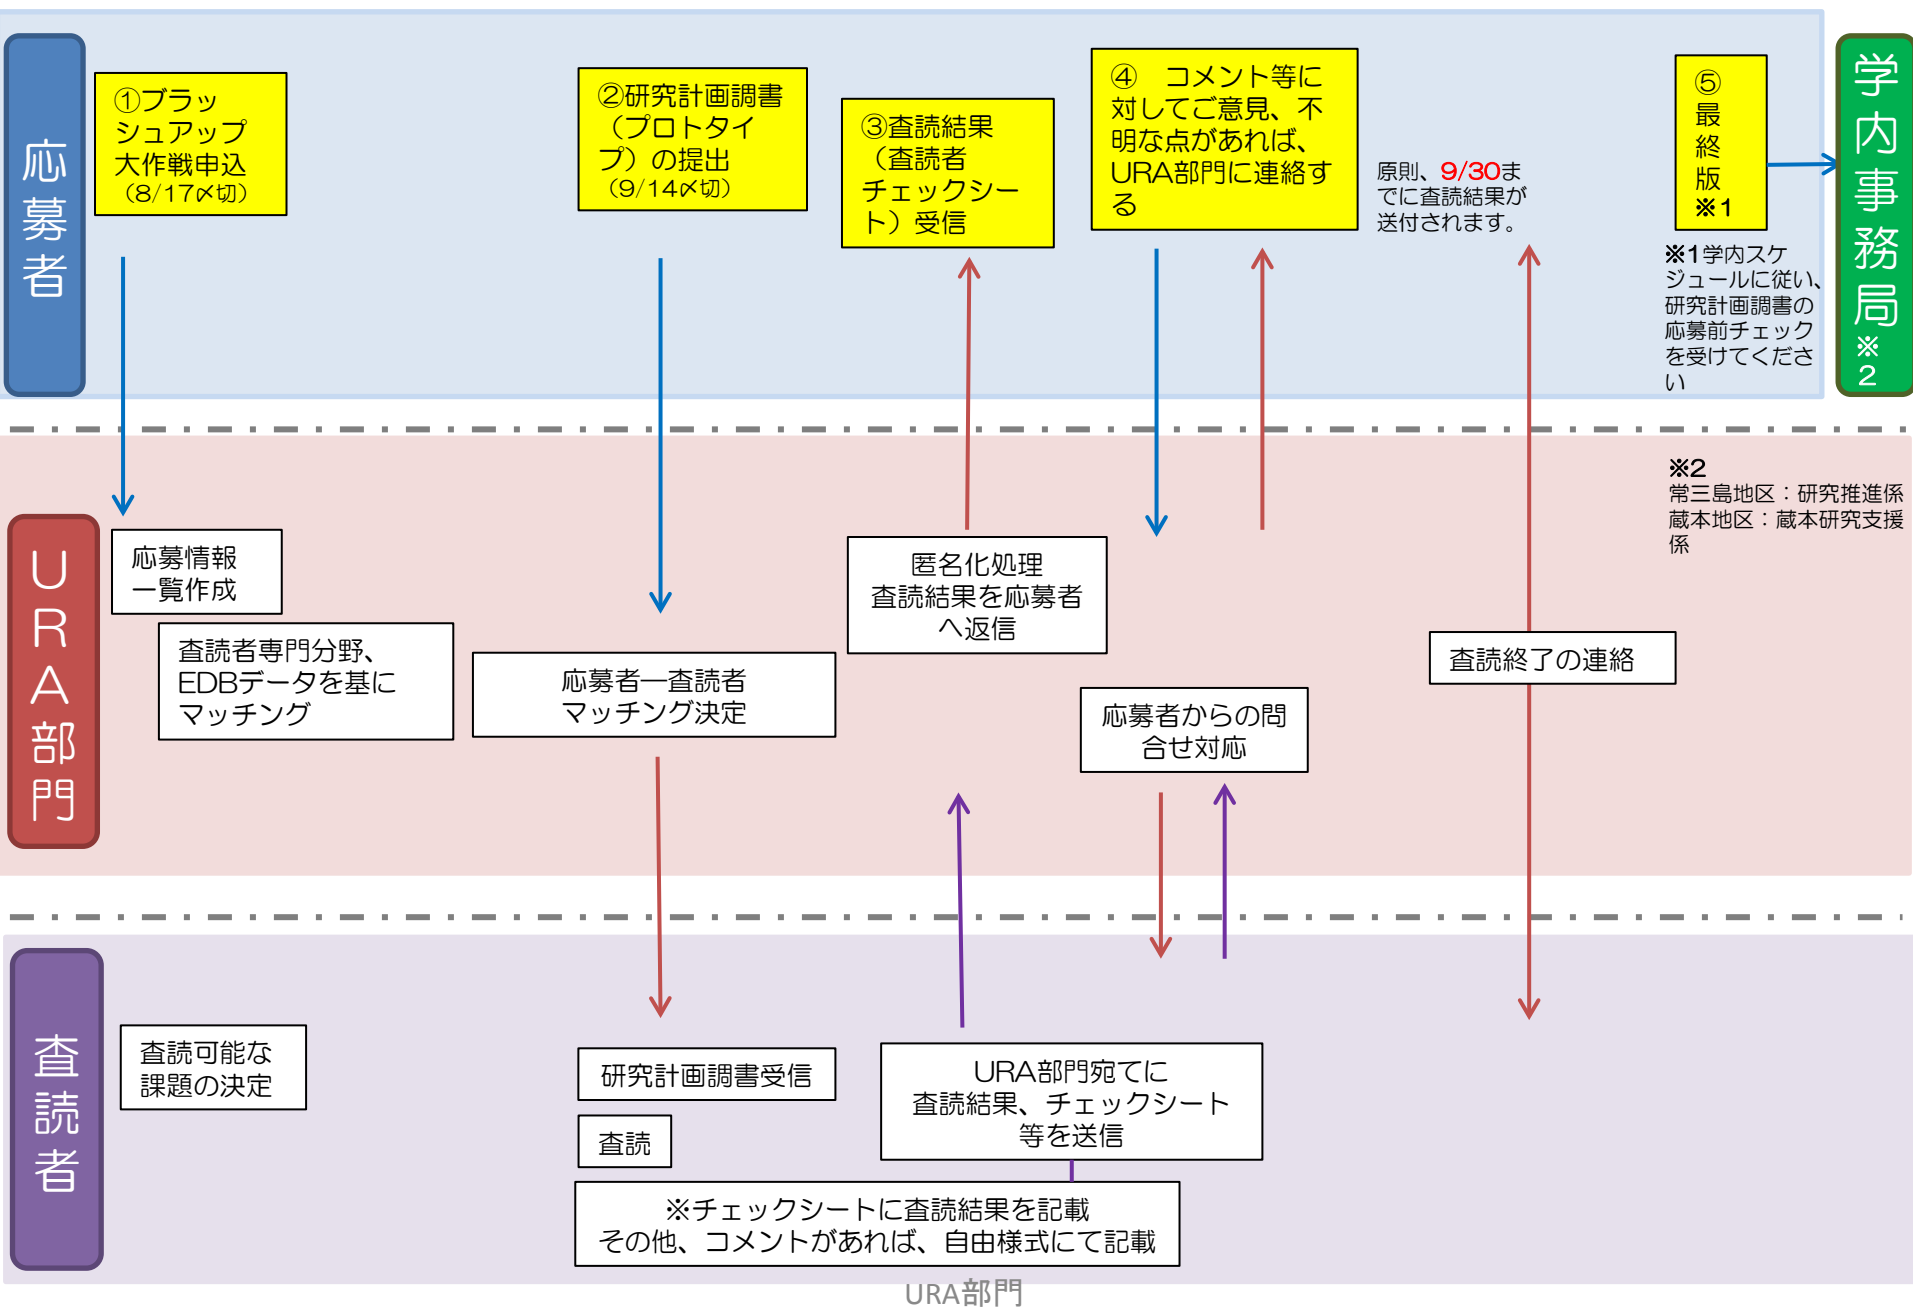 応募者
①ブラッ
シュアップ
大作戦申込
（8/17〆切）
②研究計画調書
（プロトタイ
プ）の提出
（9/14〆切）
③査読結果
（査読者
チェックシー
ト）受信
④　コメント等に
対してご意見、不
明な点があれば、
URA部門に連絡す
る
原則、9/30ま
でに査読結果が
送付されます。
⑤
最
終
版
※1
※1学内スケ
ジュールに従い、
研究計画調書の
応募前チェック
を受けてくださ
い
学内事務局※2
URA部門
応募情報
一覧作成
査読者専門分野、
EDBデータを基に
マッチング
応募者―査読者
マッチング決定
匿名化処理
査読結果を応募者
へ返信
応募者からの問
合せ対応
査読終了の連絡
※2
常三島地区：研究推進係
蔵本地区：蔵本研究支援
係
査読者
査読可能な
課題の決定
研究計画調書受信
査読
URA部門宛てに
査読結果、チェックシート
等を送信
※チェックシートに査読結果を記載
その他、コメントがあれば、自由様式にて記載
URA部門